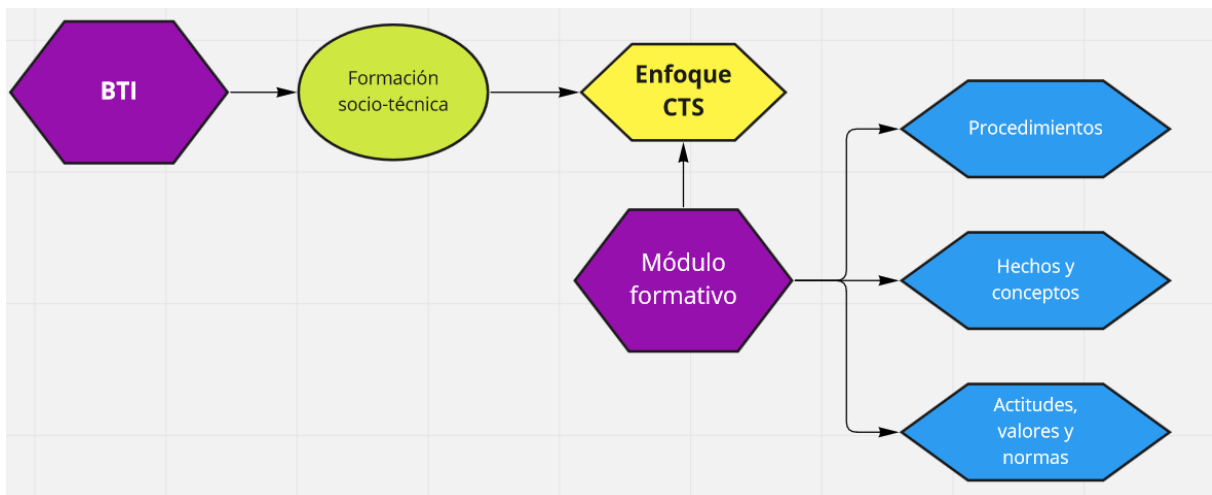 BTI
Formación
socio-técnica
Enfoque
CTS
Módulo
formativo
Procedimientos
Hechos y
conceptos
Actitudes,
valores y
normas